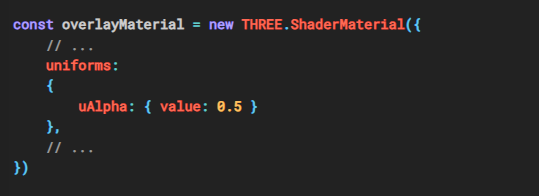 const overlayMaterial = new THREE.ShaderMaterial({
    // ...
    uniforms:
    {
        uAlpha: { value: 0.5 }
    },
    // ...
})